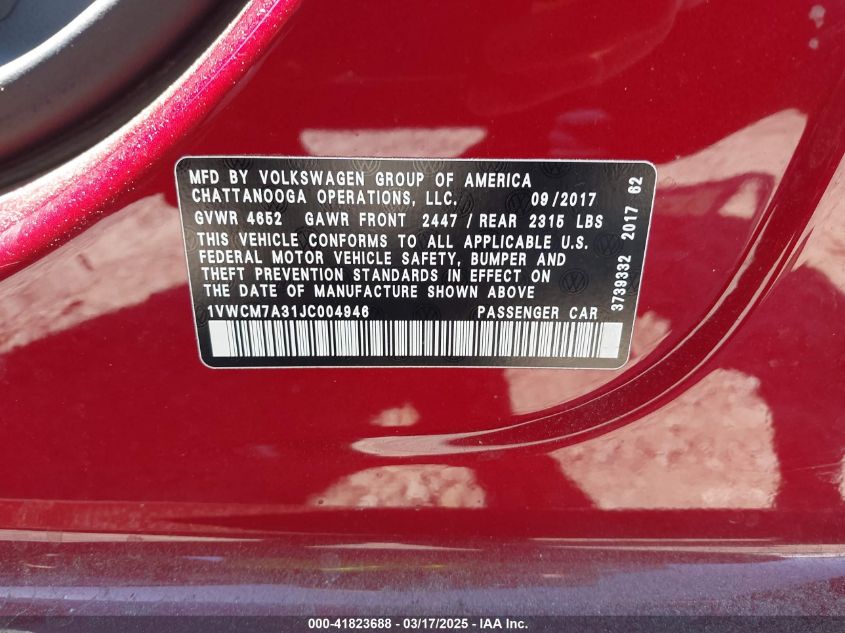 MFD BY VOLKSWAGEN GROUP OF AMERICA
CHATTANOOGA OPERATIONS, LLC. 09/2017
GVWR 4652 GAWR FRONT 2447 / REAR 2315 LBS
THIS VEHICLE CONFORMS TO ALL APPLICABLE U.S.
FEDERAL MOTOR VEHICLE SAFETY, BUMPER AND
THEFT PREVENTION STANDARDS IN EFFECT ON
THE DATE OF MANUFACTURE SHOWN ABOVE
1VWCM7A31JC004946 PASSENGER CAR
3739332 2017 62
000-41823688 - 03/17/2025 - IAA Inc.